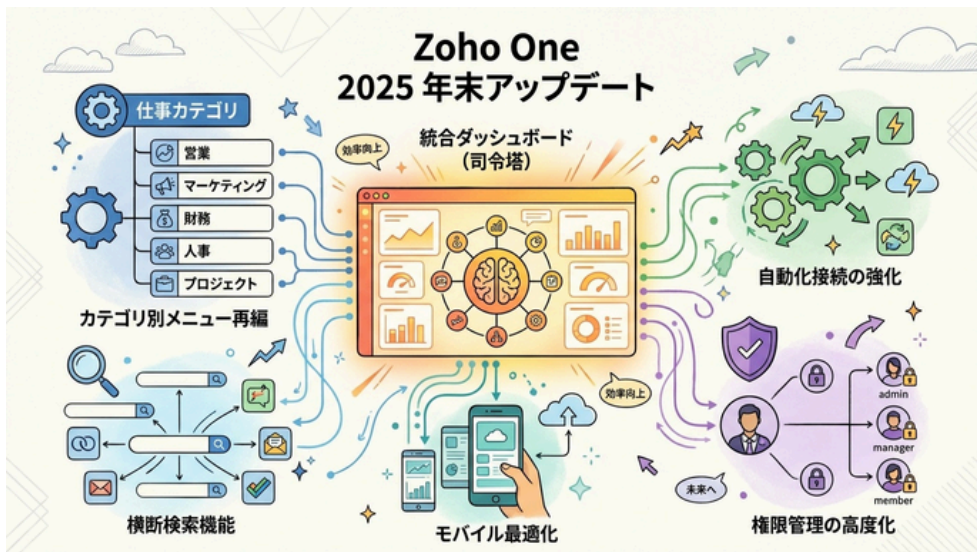 Zoho One
2025 年末アップデート
仕事カテゴリ
営業
マーケティング
財務
人事
プロジェクト
カテゴリ別メニュー再編
効率向上
統合ダッシュボード
（司令塔）
自動化接続の強化
横断検索機能
モバイル最適化
効率向上
未来へ
admin
manager
member
権限管理の高度化